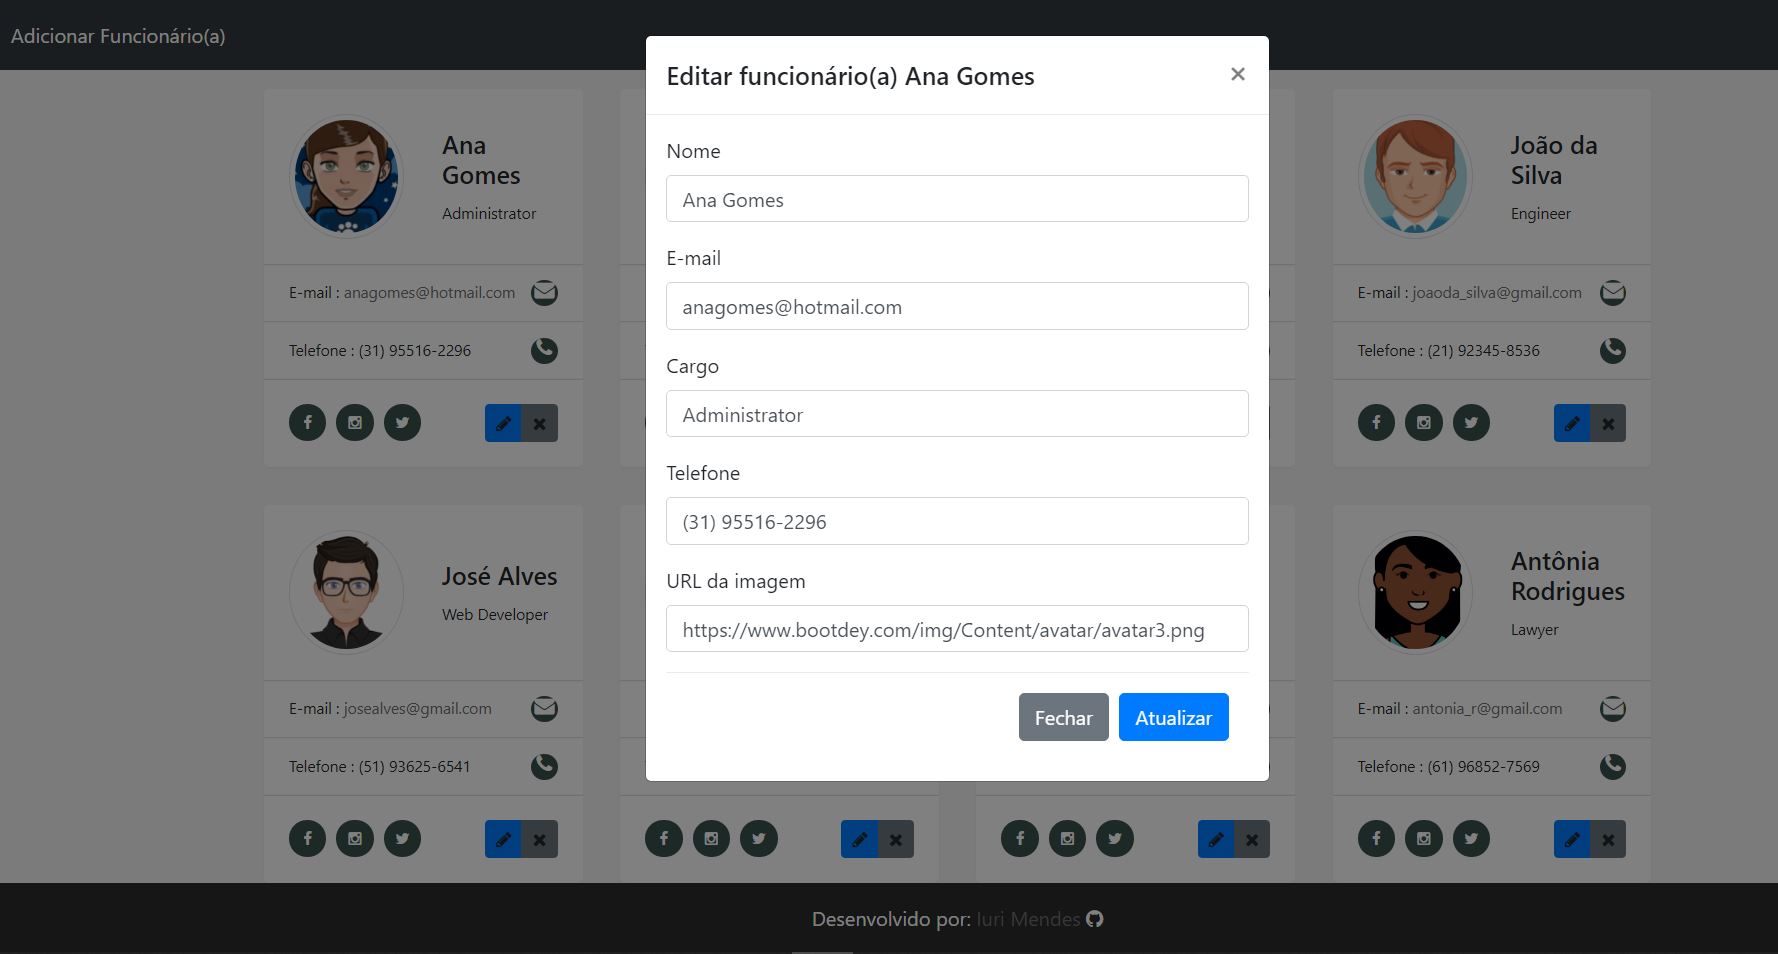 Adicionar Funcionário(a)
Editar funcionário(a) Ana Gomes
×
Nome
Ana Gomes
E-mail
anagomes@hotmail.com
Cargo
Administrator
Telefone
(31) 95516-2296
URL da imagem
https://www.bootdey.com/img/Content/avatar/avatar3.png
Fechar
Atualizar
Ana
Gomes
Administrator
E-mail : anagomes@hotmail.com
Telefone : (31) 95516-2296
João da
Silva
Engineer
E-mail : joaoda_silva@gmail.com
Telefone : (21) 92345-8536
José Alves
Web Developer
E-mail : josealves@gmail.com
Telefone : (51) 93625-6541
Antônia
Rodrigues
Lawyer
E-mail : antonia_r@gmail.com
Telefone : (61) 96852-7569
Desenvolvido por: Iuri Mendes